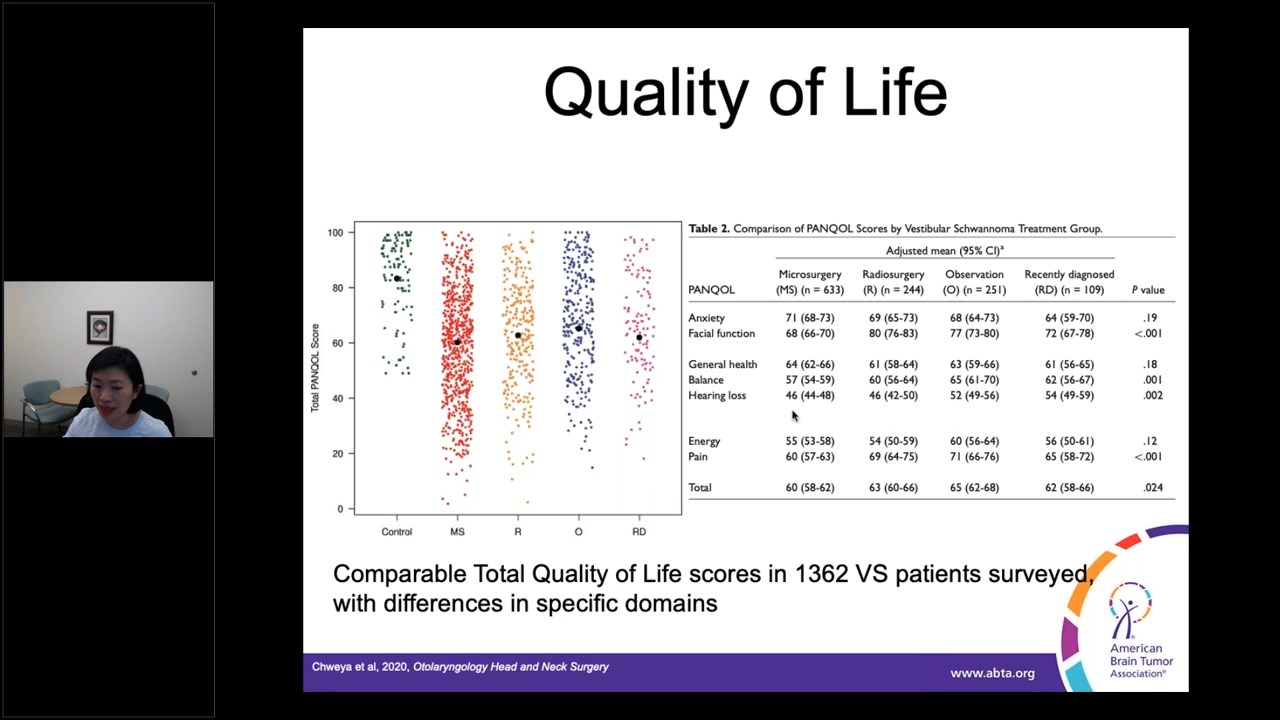 Quality of Life
100
80
60
40
20
0
Total PANQOL Score
Control MS R O RD
Table 2. Comparison of PANQOL Scores by Vestibular Schwannoma Treatment Group.
Adjusted mean (95% CI)a
Microsurgery Radiosurgery Observation Recently diagnosed
PANQOL (MS) (n = 633) (R) (n = 244) (O) (n = 251) (RD) (n = 109) P value
Anxiety 71 (68-73) 69 (65-73) 68 (64-73) 64 (59-70) .19
Facial function 68 (66-70) 80 (76-83) 77 (73-80) 72 (67-78) <.001
General health 64 (62-66) 61 (58-64) 63 (59-66) 61 (56-65) .18
Balance 57 (54-59) 60 (56-64) 65 (61-70) 62 (56-67) .001
Hearing loss 46 (44-48) 46 (42-50) 52 (49-56) 54 (49-59) .002
Energy 55 (53-58) 54 (50-59) 60 (56-64) 56 (50-61) .12
Pain 60 (57-63) 69 (64-75) 71 (66-76) 65 (58-72) <.001
Total 60 (58-62) 63 (60-66) 65 (62-68) 62 (58-66) .024
Comparable Total Quality of Life scores in 1362 VS patients surveyed,
with differences in specific domains
Chweya et al, 2020, Otolaryngology Head and Neck Surgery
www.abta.org
American
Brain Tumor
Association®